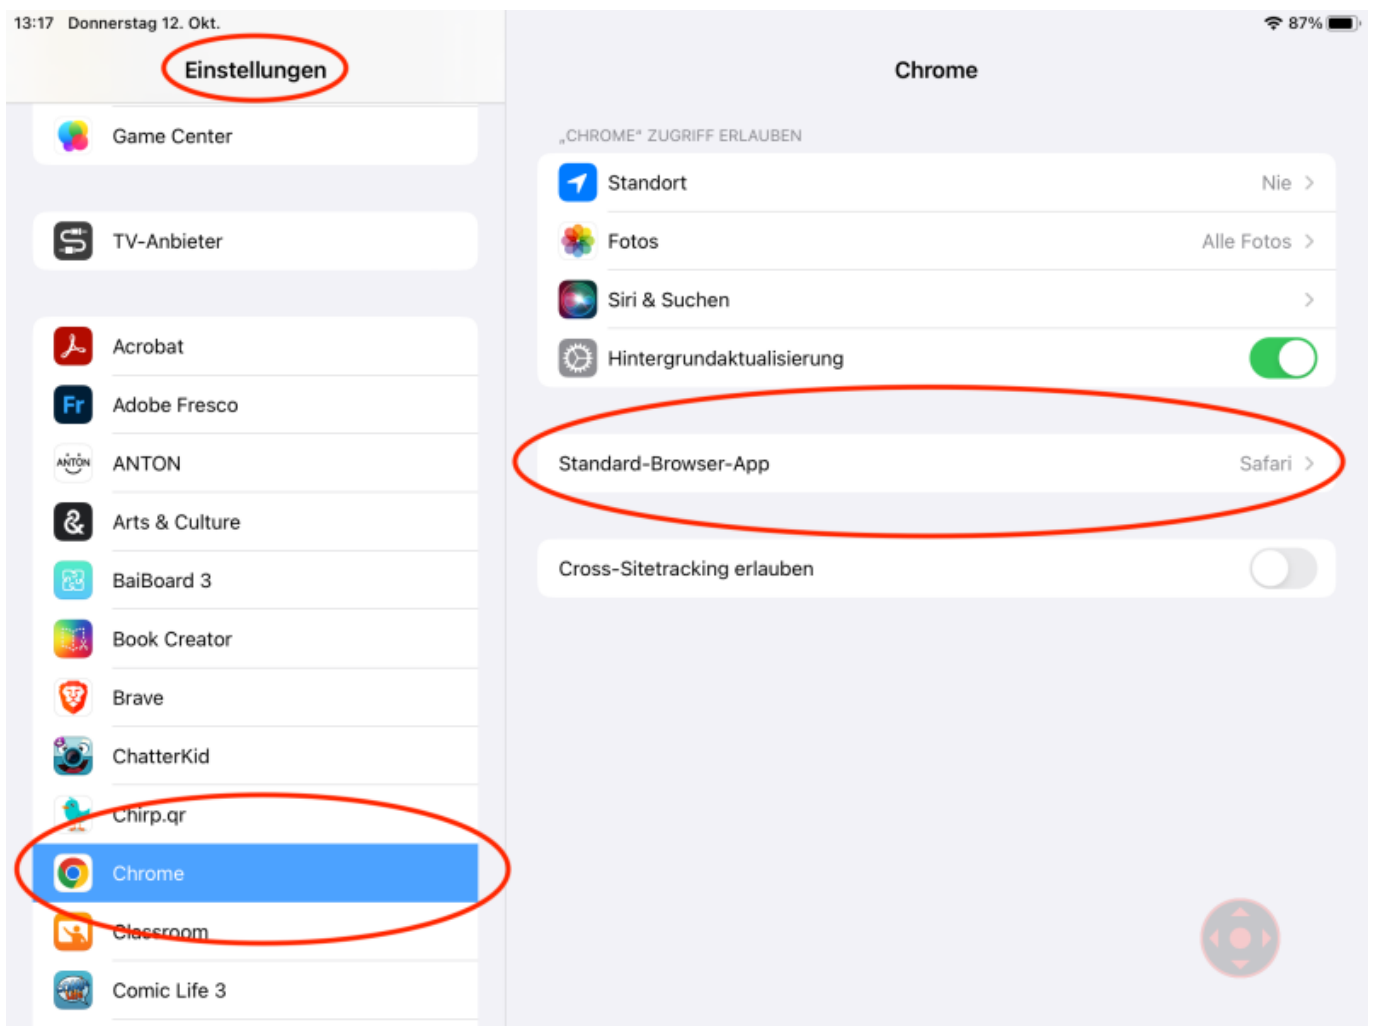 13:17 Donnerstag 12. Okt.
87%
Einstellungen
Game Center
TV-Anbieter
Acrobat
Fr Adobe Fresco
ANTON ANTON
& Arts & Culture
BaiBoard 3
Book Creator
Brave
ChatterKid
Chirp.qr
Chrome
Classroom
Comic Life 3
Chrome
„CHROME“ ZUGRIFF ERLAUBEN
Standort Nie
Fotos Alle Fotos
Siri & Suchen
Hintergrundaktualisierung
Standard-Browser-App Safari
Cross-Sitetracking erlauben